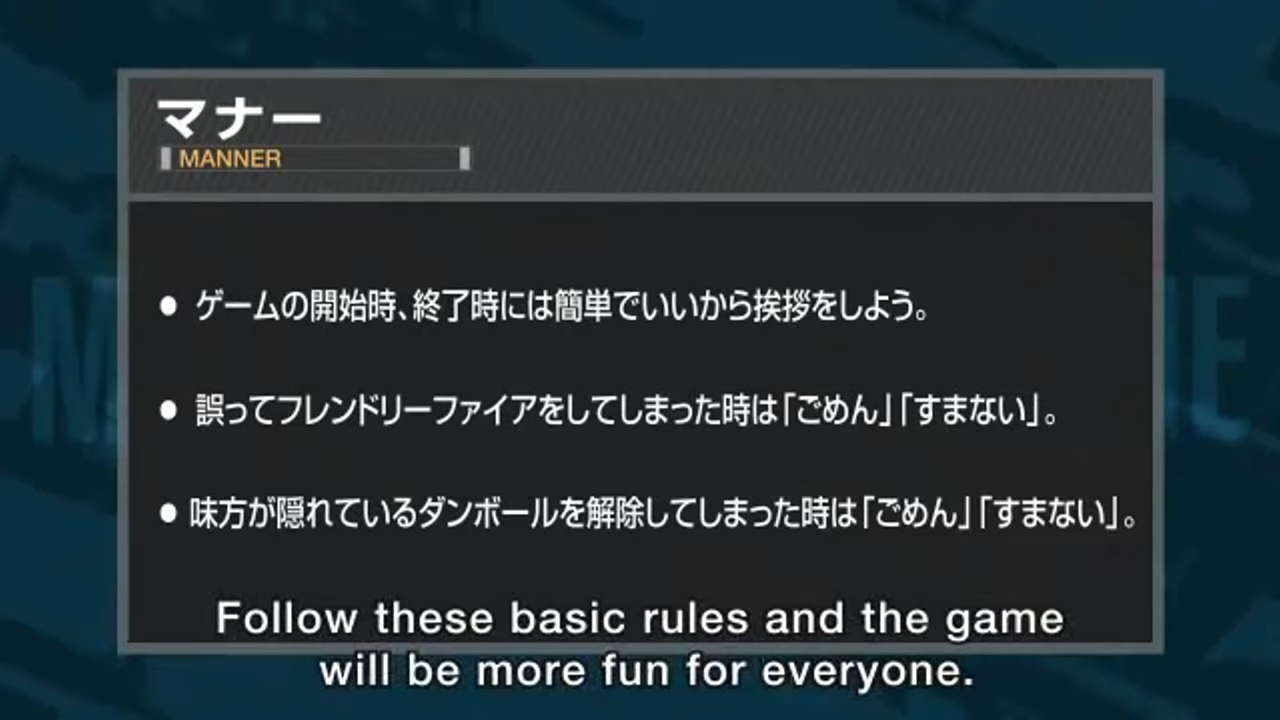 マナー
MANNER
● ゲームの開始時、終了時には簡単でいいから挨拶をしよう。
● 誤ってフレンドリーファイアをしてしまった時は「ごめん」「すまない」。
● 味方が隠れているダンボールを解除してしまった時は「ごめん」「すまない」。
Follow these basic rules and the game
will be more fun for everyone.